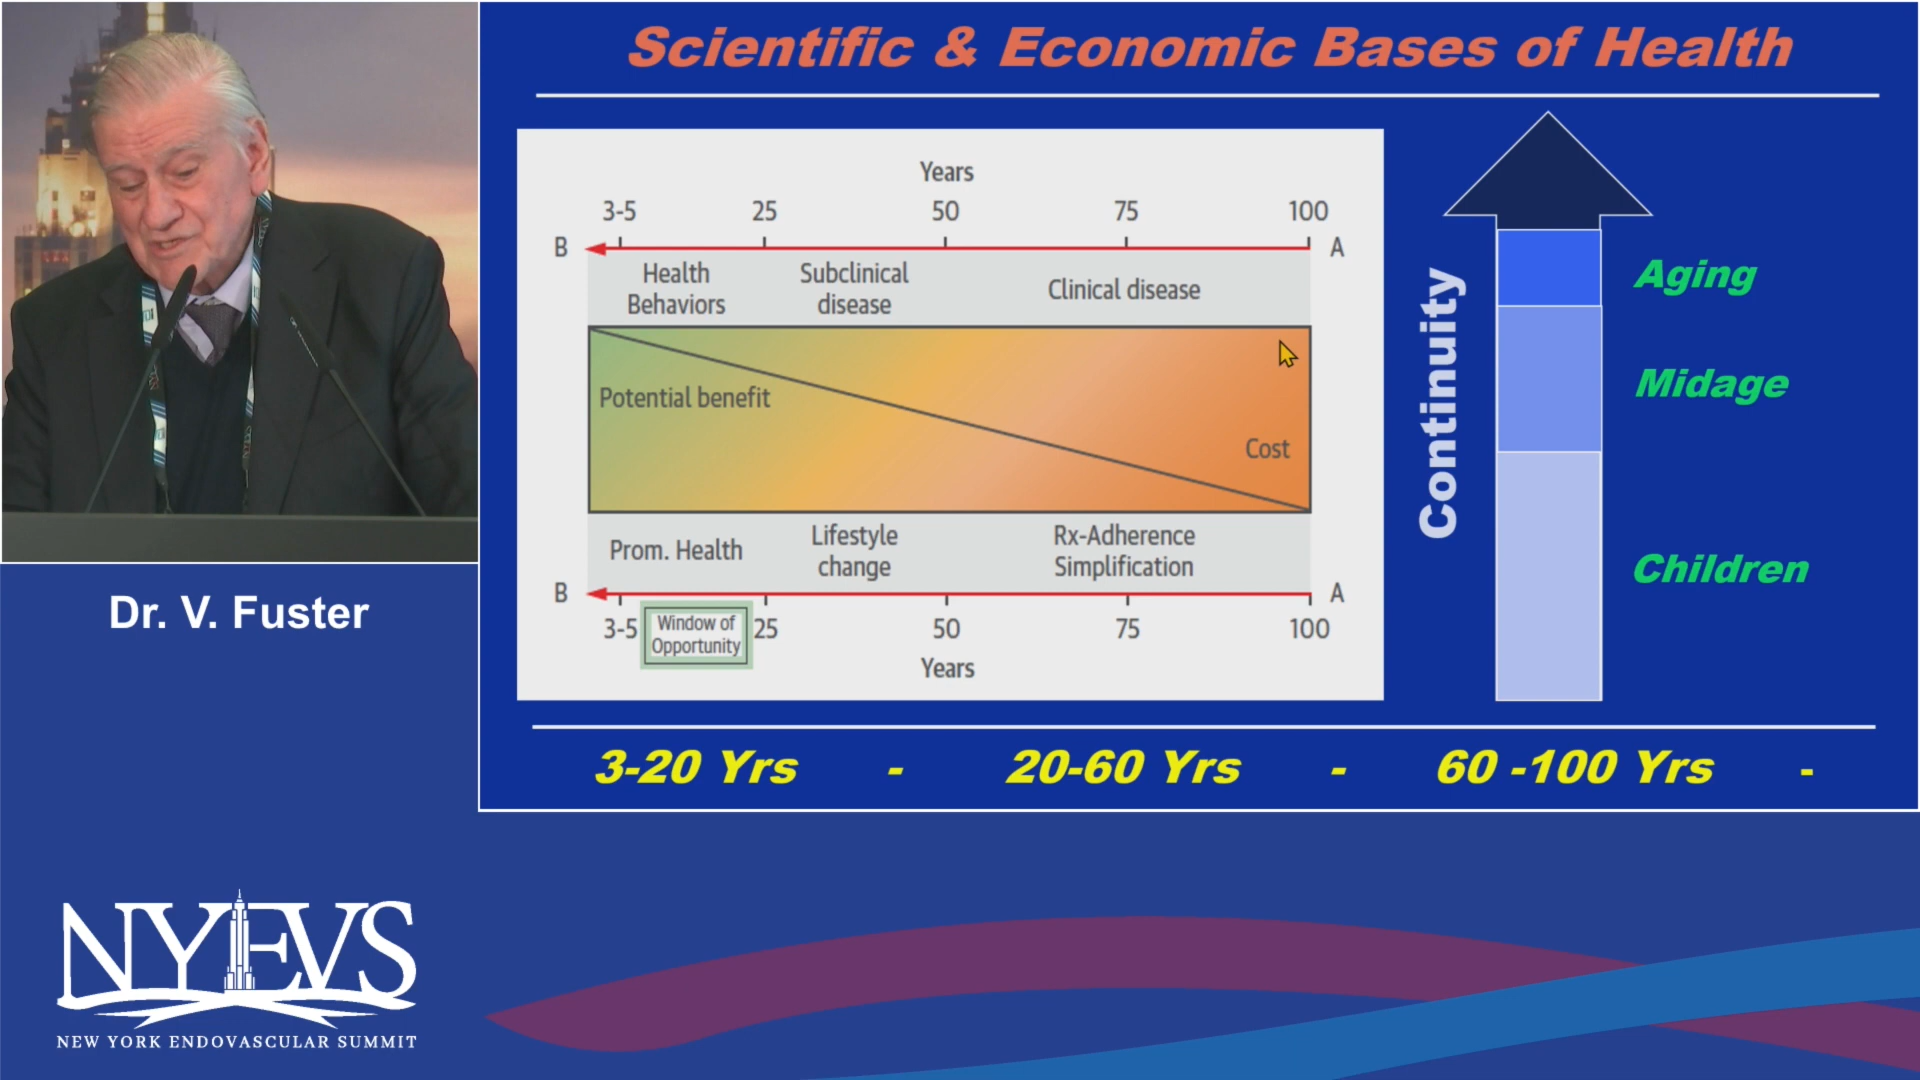 Scientific & Economic Bases of Health
Years
3-5 25 50 75 100
B A
Health
Behaviors
Subclinical
disease
Clinical disease
Potential benefit
Cost
Prom. Health
Lifestyle
change
Rx-Adherence
Simplification
B A
3-5 25 50 75 100
Window of
Opportunity
Years
Continuity
Aging
Midage
Children
3-20 Yrs - 20-60 Yrs - 60 -100 Yrs -
Dr. V. Fuster
NYEVS
NEW YORK ENDOVASCULAR SUMMIT